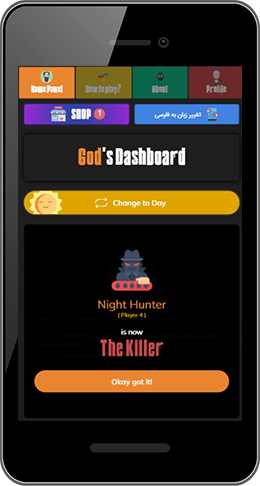 Game Panel
How to play?
About
Profile
SHOP 1
تغییر زبان به فارسی
God's Dashboard
Change to Day
Night Hunter
( Player 4 )
is now
The Killer
Okay got it!